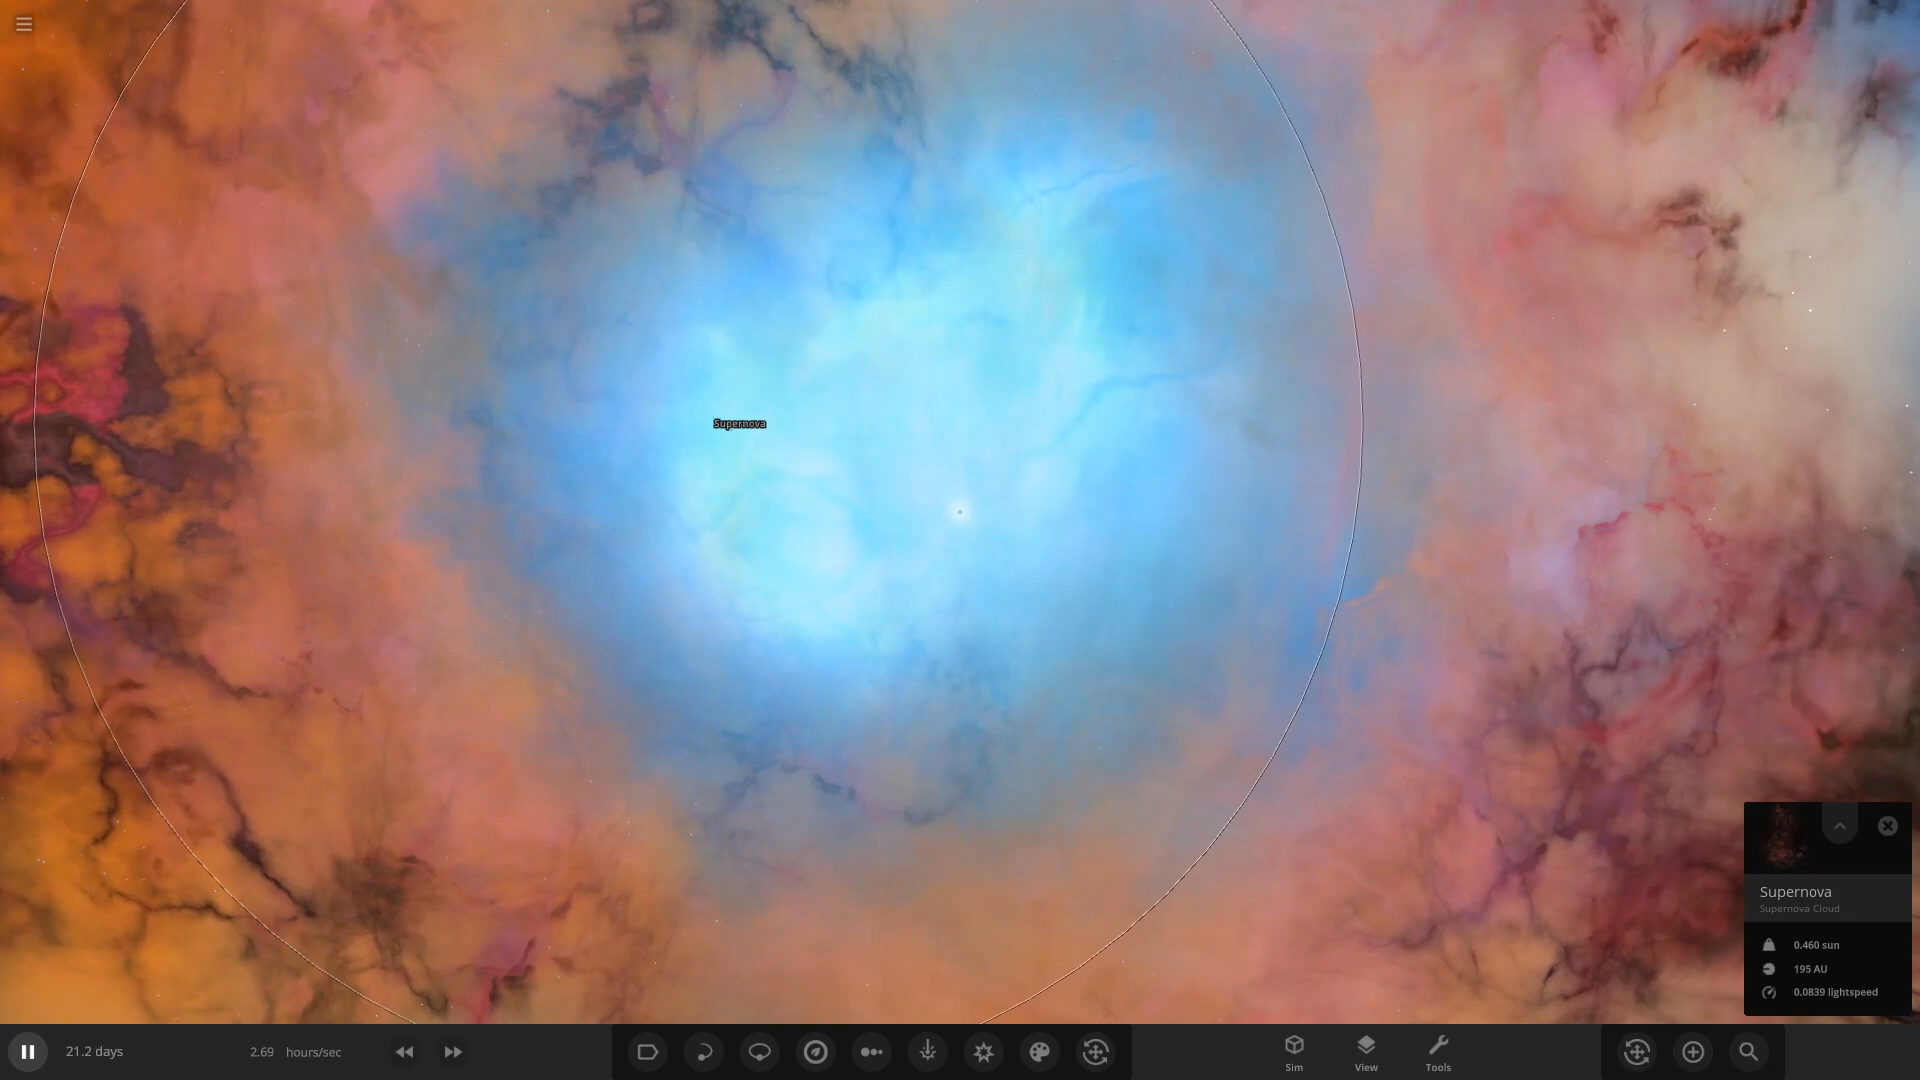 Supernova
Supernova
Supernova Cloud
0.460 sun
195 AU
0.0839 lightspeed
21.2 days
2.69 hours/sec
Sim
View
Tools